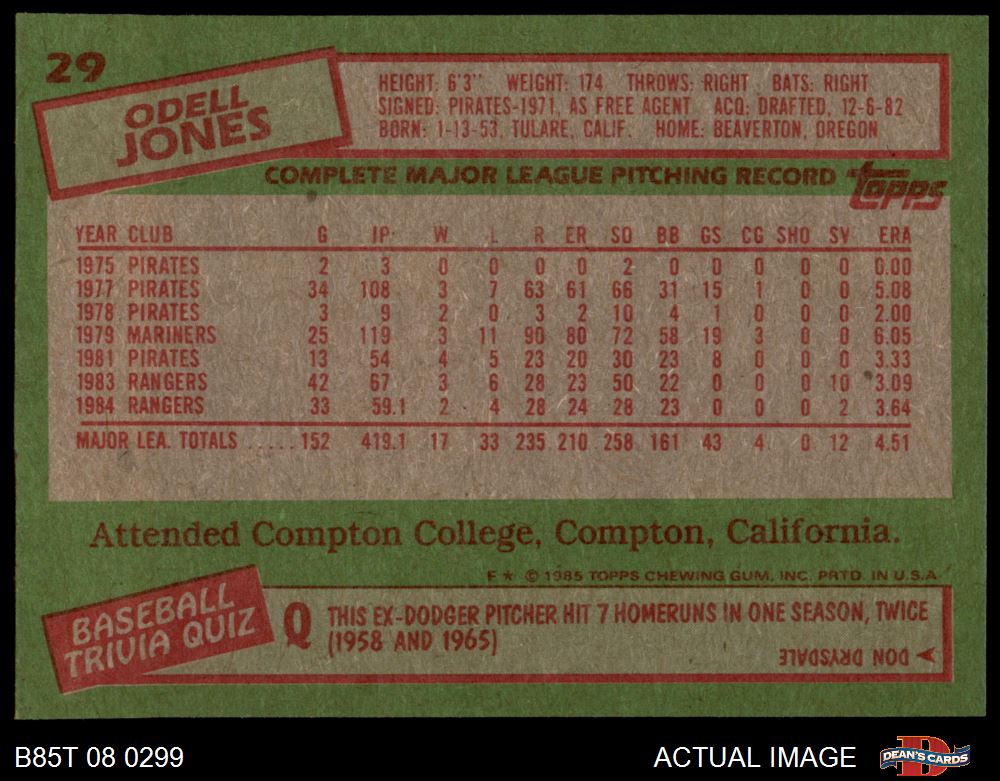 29
ODELL
JONES
HEIGHT: 6'3" WEIGHT: 174 THROWS: RIGHT BATS: RIGHT
SIGNED: PIRATES-1971, AS FREE AGENT ACQ: DRAFTED, 12-6-82
BORN: 1-13-53, TULARE, CALIF. HOME: BEAVERTON, OREGON
COMPLETE MAJOR LEAGUE PITCHING RECORD topps
YEAR CLUB G IP W L R ER SO BB GS CG SHO SV ERA
1975 PIRATES 2 3 0 0 0 0 2 0 0 0 0 0 0.00
1977 PIRATES 34 108 3 7 63 61 66 31 15 1 0 0 5.08
1978 PIRATES 3 9 2 0 3 2 10 4 1 0 0 0 2.00
1979 MARINERS 25 119 3 11 90 80 72 58 19 3 0 0 6.05
1981 PIRATES 13 54 4 5 23 20 30 23 8 0 0 0 3.33
1983 RANGERS 42 67 3 6 28 23 50 22 0 0 0 10 3.09
1984 RANGERS 33 59.1 2 4 28 24 28 23 0 0 0 2 3.64
MAJOR LEA. TOTALS ..... 152 419.1 17 33 235 210 258 161 43 4 0 12 4.51
Attended Compton College, Compton, California.
F* © 1985 TOPPS CHEWING GUM, INC. PRTD. IN U.S.A.
BASEBALL
TRIVIA QUIZ
Q THIS EX-DODGER PITCHER HIT 7 HOMERUNS IN ONE SEASON, TWICE
(1958 AND 1965)
DON DRYSDALE
B85T 08 0299
ACTUAL IMAGE
DEAN'S CARDS